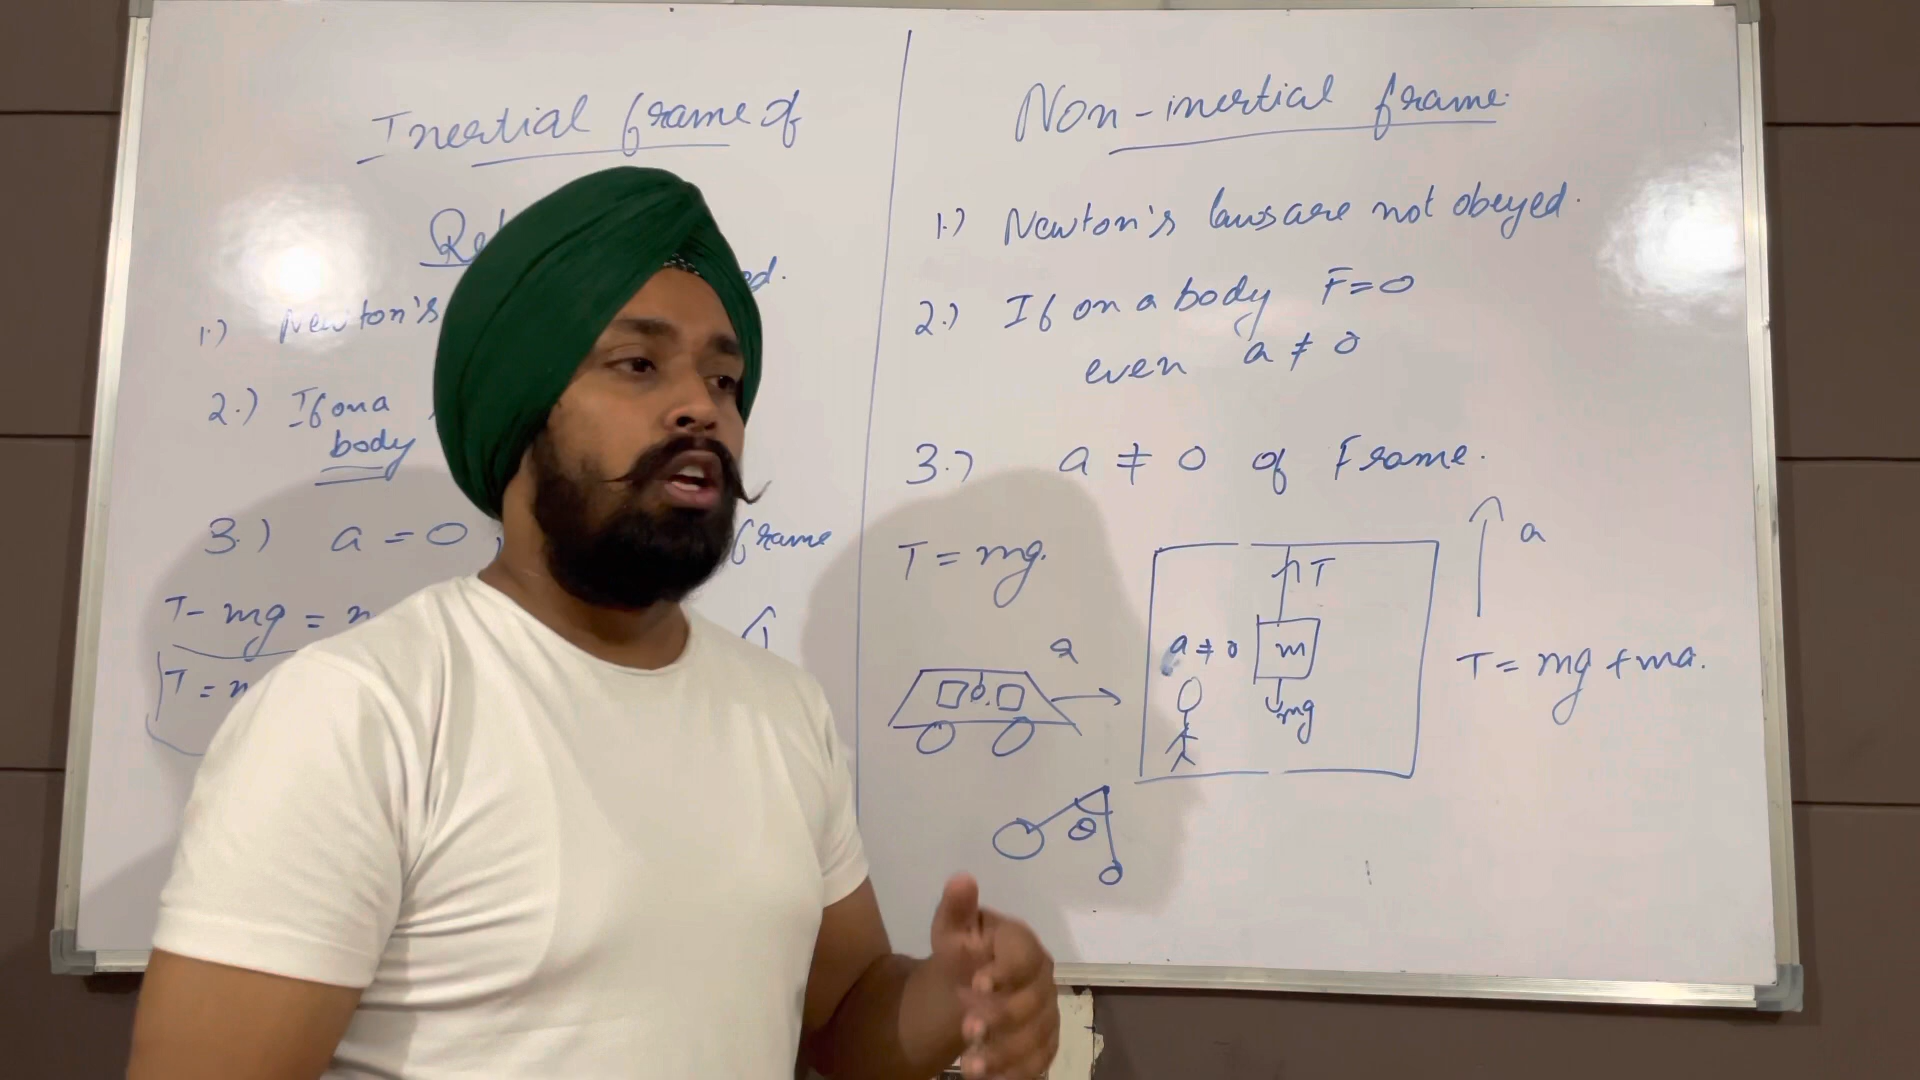 Inertial frame of
1.) Newton's
2.) If on a
body
3.) a = 0, frame
T - mg =
T =
Non-inertial frame.
1.) Newton's laws are not obeyed.
2.) If on a body F = 0
even a ≠ 0
3.) a ≠ 0 of Frame.
T = mg.
a
T
a ≠ 0 m
mg
a
T = mg + ma.
θ